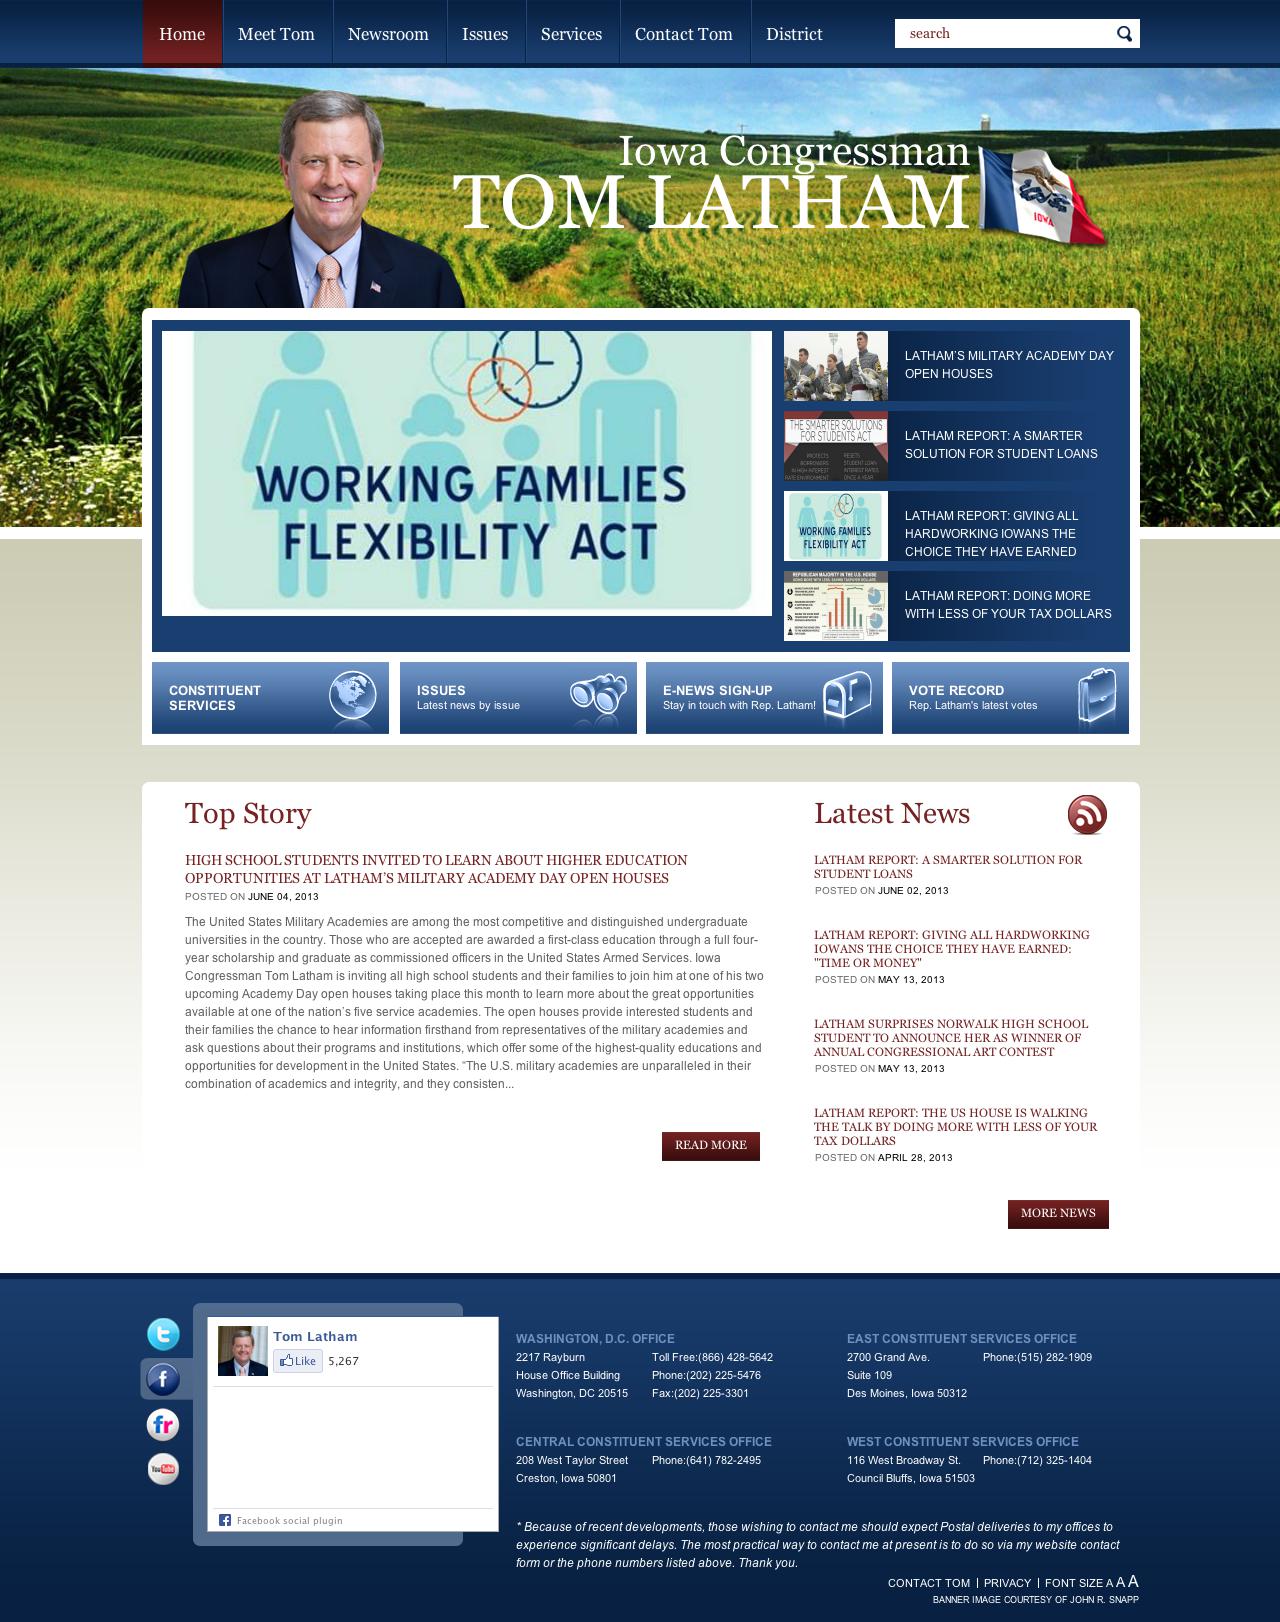 Home
Meet Tom
Newsroom
Issues
Services
Contact Tom
District
search
Iowa Congressman
TOM LATHAM
IOWA
WORKING FAMILIES
FLEXIBILITY ACT
LATHAM'S MILITARY ACADEMY DAY
OPEN HOUSES
THE SMARTER SOLUTIONS
FOR STUDENTS ACT
PROTECTS
BORROWERS
IN HIGH-INTEREST
RATE ENVIRONMENT
RESETS
STUDENT LOAN
INTEREST RATES
ONCE A YEAR
LATHAM REPORT: A SMARTER
SOLUTION FOR STUDENT LOANS
WORKING FAMILIES
FLEXIBILITY ACT
LATHAM REPORT: GIVING ALL
HARDWORKING IOWANS THE
CHOICE THEY HAVE EARNED
REPUBLICAN MAJORITY IN THE U.S. HOUSE
LATHAM REPORT: DOING MORE
WITH LESS OF YOUR TAX DOLLARS
CONSTITUENT
SERVICES
ISSUES
Latest news by issue
E-NEWS SIGN-UP
Stay in touch with Rep. Latham!
VOTE RECORD
Rep. Latham's latest votes
Top Story
HIGH SCHOOL STUDENTS INVITED TO LEARN ABOUT HIGHER EDUCATION
OPPORTUNITIES AT LATHAM'S MILITARY ACADEMY DAY OPEN HOUSES
POSTED ON JUNE 04, 2013
The United States Military Academies are among the most competitive and distinguished undergraduate
universities in the country. Those who are accepted are awarded a first-class education through a full four-
year scholarship and graduate as commissioned officers in the United States Armed Services. Iowa
Congressman Tom Latham is inviting all high school students and their families to join him at one of his two
upcoming Academy Day open houses taking place this month to learn more about the great opportunities
available at one of the nation's five service academies. The open houses provide interested students and
their families the chance to hear information firsthand from representatives of the military academies and
ask questions about their programs and institutions, which offer some of the highest-quality educations and
opportunities for development in the United States. “The U.S. military academies are unparalleled in their
combination of academics and integrity, and they consisten...
READ MORE
Latest News
LATHAM REPORT: A SMARTER SOLUTION FOR
STUDENT LOANS
POSTED ON JUNE 02, 2013
LATHAM REPORT: GIVING ALL HARDWORKING
IOWANS THE CHOICE THEY HAVE EARNED:
"TIME OR MONEY"
POSTED ON MAY 13, 2013
LATHAM SURPRISES NORWALK HIGH SCHOOL
STUDENT TO ANNOUNCE HER AS WINNER OF
ANNUAL CONGRESSIONAL ART CONTEST
POSTED ON MAY 13, 2013
LATHAM REPORT: THE US HOUSE IS WALKING
THE TALK BY DOING MORE WITH LESS OF YOUR
TAX DOLLARS
POSTED ON APRIL 28, 2013
MORE NEWS
t
f
fr
You Tube
Tom Latham
Like 5,267
Facebook social plugin
WASHINGTON, D.C. OFFICE
2217 Rayburn Toll Free:(866) 428-5642
House Office Building Phone:(202) 225-5476
Washington, DC 20515 Fax:(202) 225-3301
EAST CONSTITUENT SERVICES OFFICE
2700 Grand Ave. Phone:(515) 282-1909
Suite 109
Des Moines, Iowa 50312
CENTRAL CONSTITUENT SERVICES OFFICE
208 West Taylor Street Phone:(641) 782-2495
Creston, Iowa 50801
WEST CONSTITUENT SERVICES OFFICE
116 West Broadway St. Phone:(712) 325-1404
Council Bluffs, Iowa 51503
* Because of recent developments, those wishing to contact me should expect Postal deliveries to my offices to
experience significant delays. The most practical way to contact me at present is to do so via my website contact
form or the phone numbers listed above. Thank you.
CONTACT TOM | PRIVACY | FONT SIZE A A A
BANNER IMAGE COURTESY OF JOHN R. SNAPP